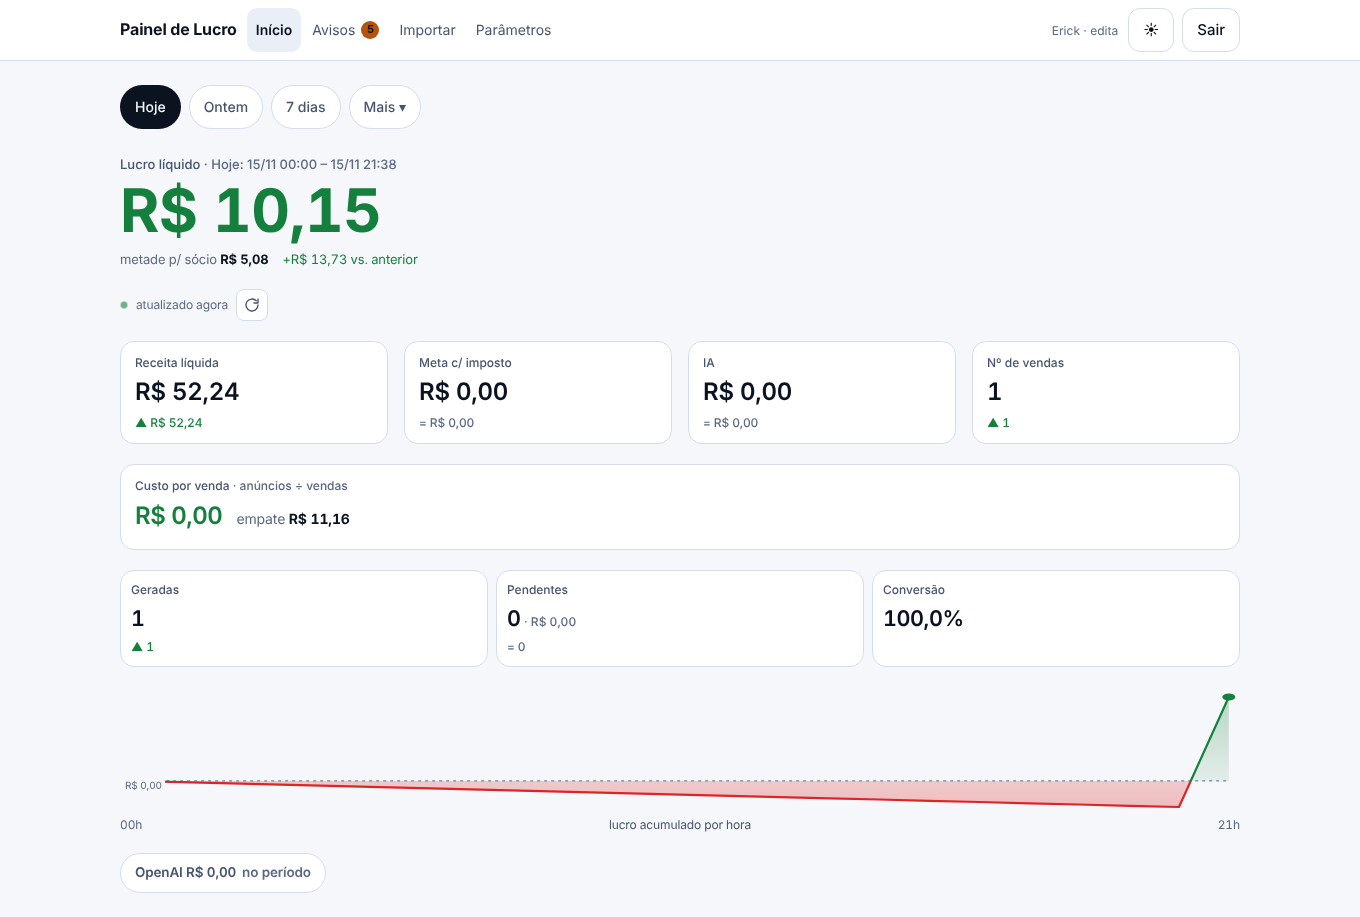 Painel de Lucro Início Avisos 5 Importar Parâmetros Erick · edita Sair
Hoje Ontem 7 dias Mais ▾
Lucro líquido · Hoje: 15/11 00:00 – 15/11 21:38
R$ 10,15
metade p/ sócio R$ 5,08 +R$ 13,73 vs. anterior
atualizado agora
Receita líquida
R$ 52,24
▲ R$ 52,24
Meta c/ imposto
R$ 0,00
= R$ 0,00
IA
R$ 0,00
= R$ 0,00
Nº de vendas
1
▲ 1
Custo por venda · anúncios ÷ vendas
R$ 0,00 empate R$ 11,16
Geradas
1
▲ 1
Pendentes
0 · R$ 0,00
= 0
Conversão
100,0%
R$ 0,00
00h lucro acumulado por hora 21h
OpenAI R$ 0,00 no período